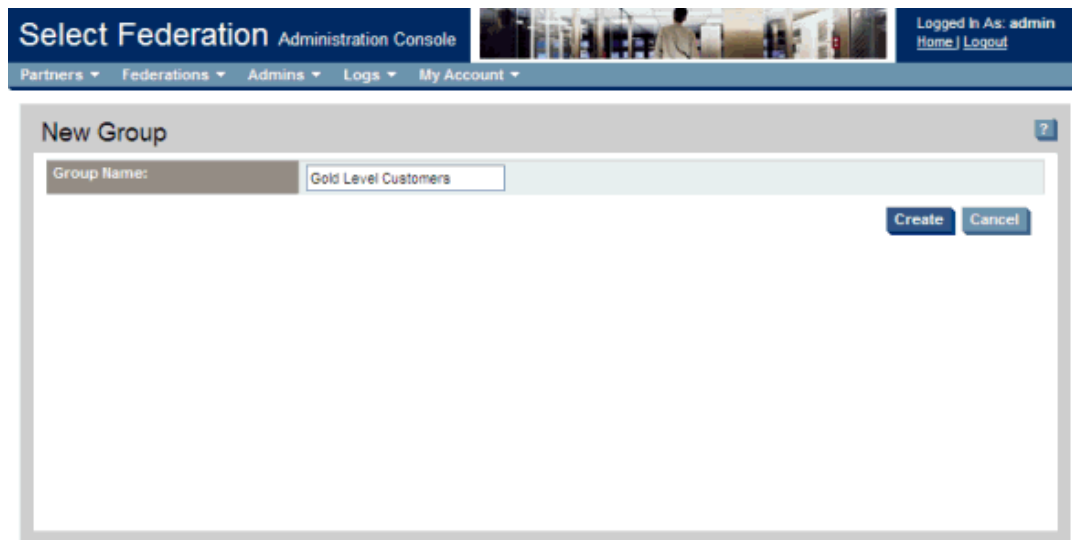 Select Federation Administration Console
Logged In As: admin
Home | Logout
Partners Federations Admins Logs My Account
New Group
?
Group Name:
Gold Level Customers
Create Cancel